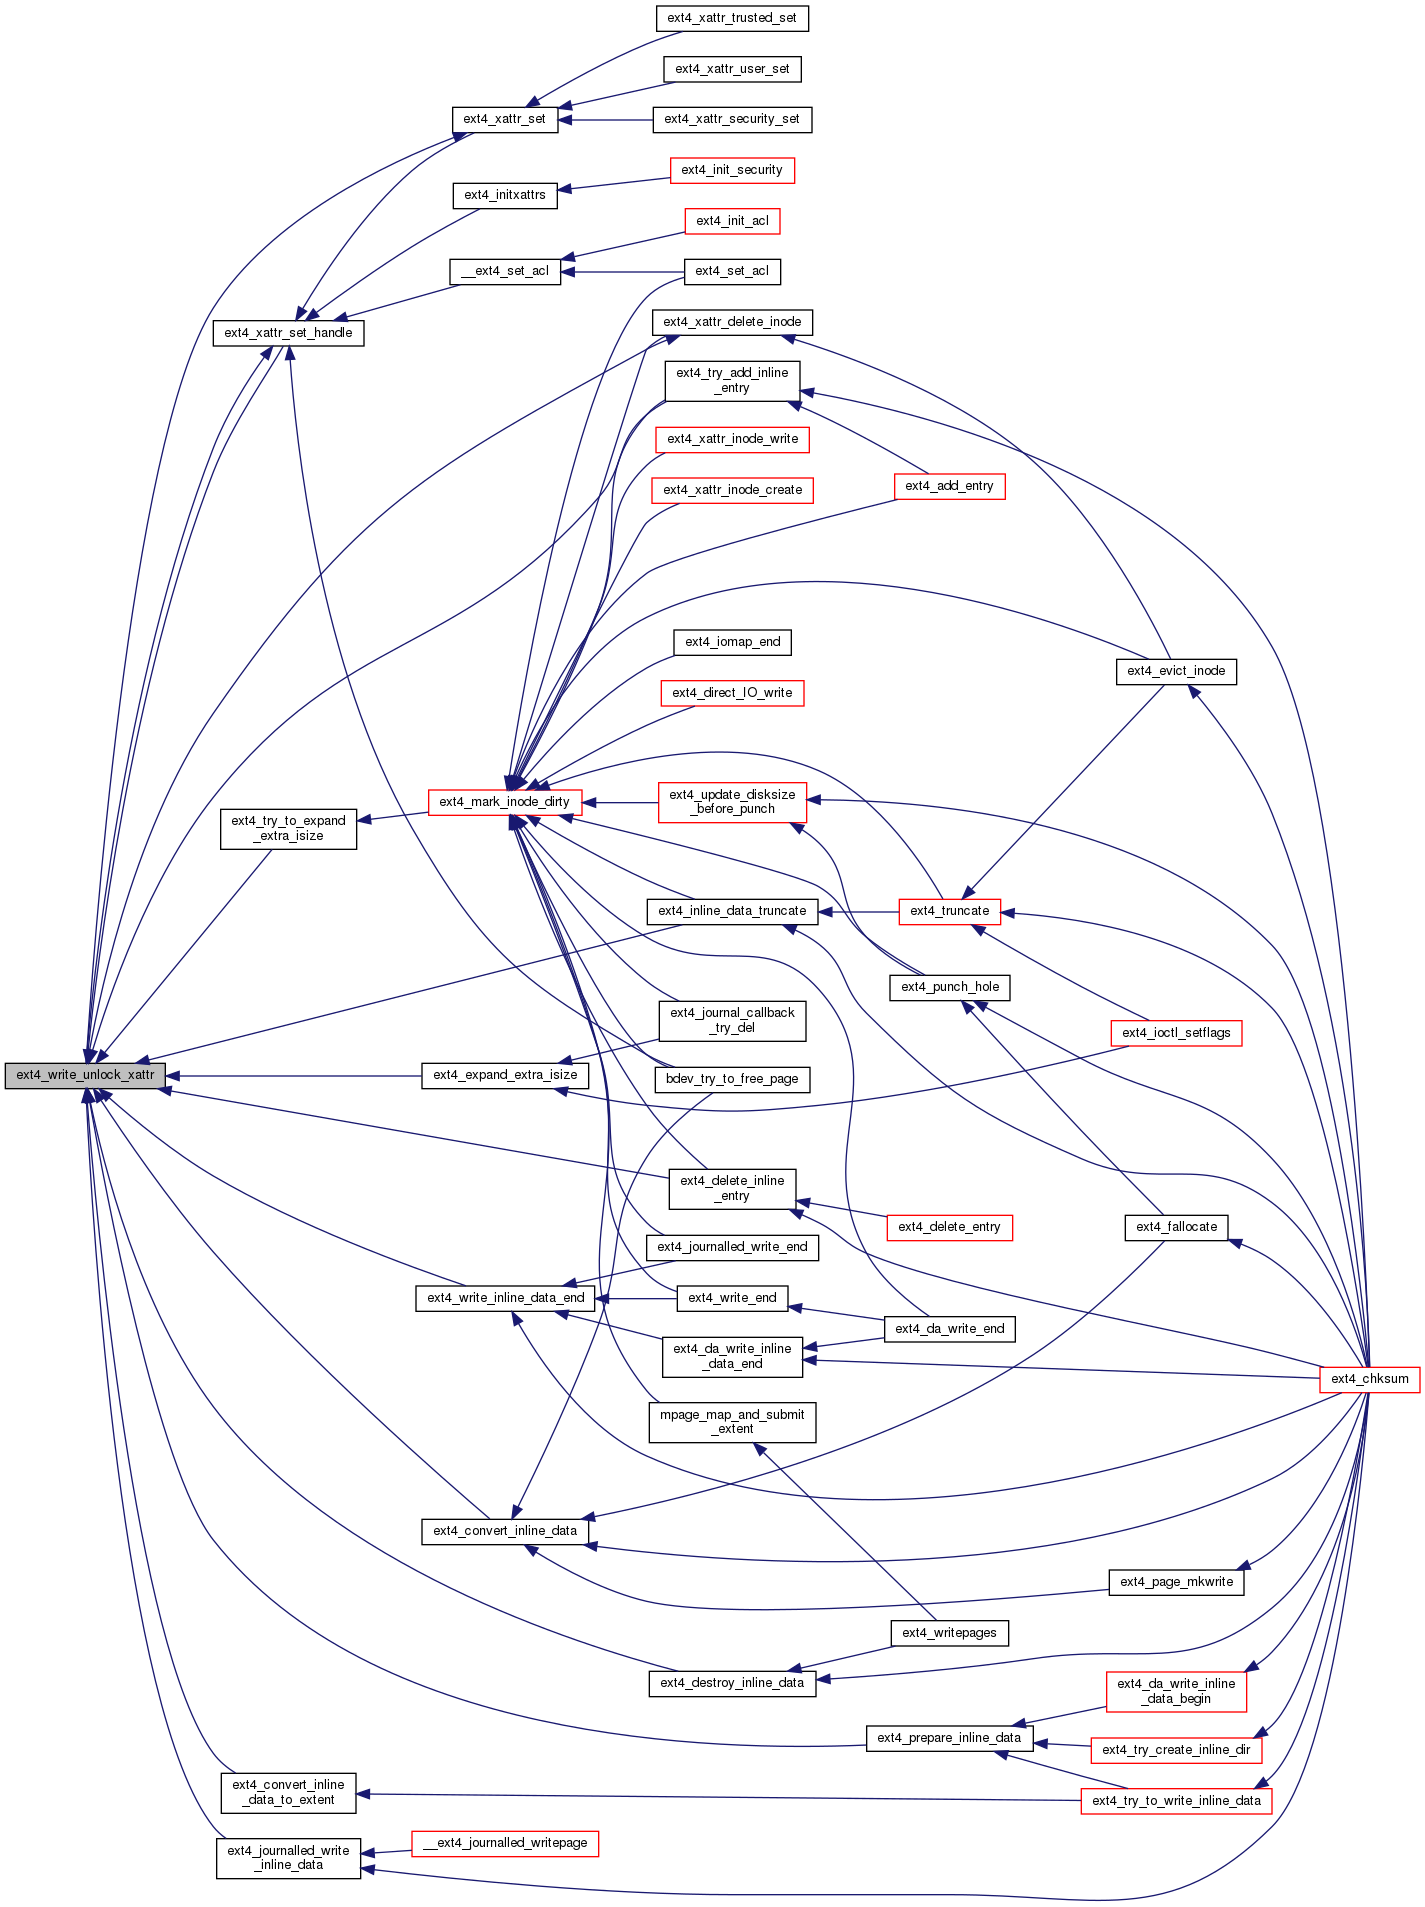 ext4_xattr_trusted_set
ext4_xattr_user_set
ext4_xattr_set
ext4_xattr_security_set
ext4_init_security
ext4_initxattrs
ext4_init_acl
__ext4_set_acl
ext4_set_acl
ext4_xattr_set_handle
ext4_xattr_delete_inode
ext4_try_add_inline
_entry
ext4_xattr_inode_write
ext4_xattr_inode_create
ext4_add_entry
ext4_iomap_end
ext4_evict_inode
ext4_direct_IO_write
ext4_mark_inode_dirty
ext4_update_disksize
_before_punch
ext4_try_to_expand
_extra_isize
ext4_inline_data_truncate
ext4_truncate
ext4_punch_hole
ext4_journal_callback
_try_del
ext4_ioctl_setflags
ext4_write_unlock_xattr
ext4_expand_extra_isize
bdev_try_to_free_page
ext4_delete_inline
_entry
ext4_delete_entry
ext4_fallocate
ext4_journalled_write_end
ext4_write_inline_data_end
ext4_write_end
ext4_da_write_end
ext4_da_write_inline
_data_end
ext4_chksum
mpage_map_and_submit
_extent
ext4_convert_inline_data
ext4_page_mkwrite
ext4_writepages
ext4_destroy_inline_data
ext4_da_write_inline
_data_begin
ext4_prepare_inline_data
ext4_try_create_inline_dir
ext4_convert_inline
_data_to_extent
ext4_try_to_write_inline_data
__ext4_journalled_writepage
ext4_journalled_write
_inline_data